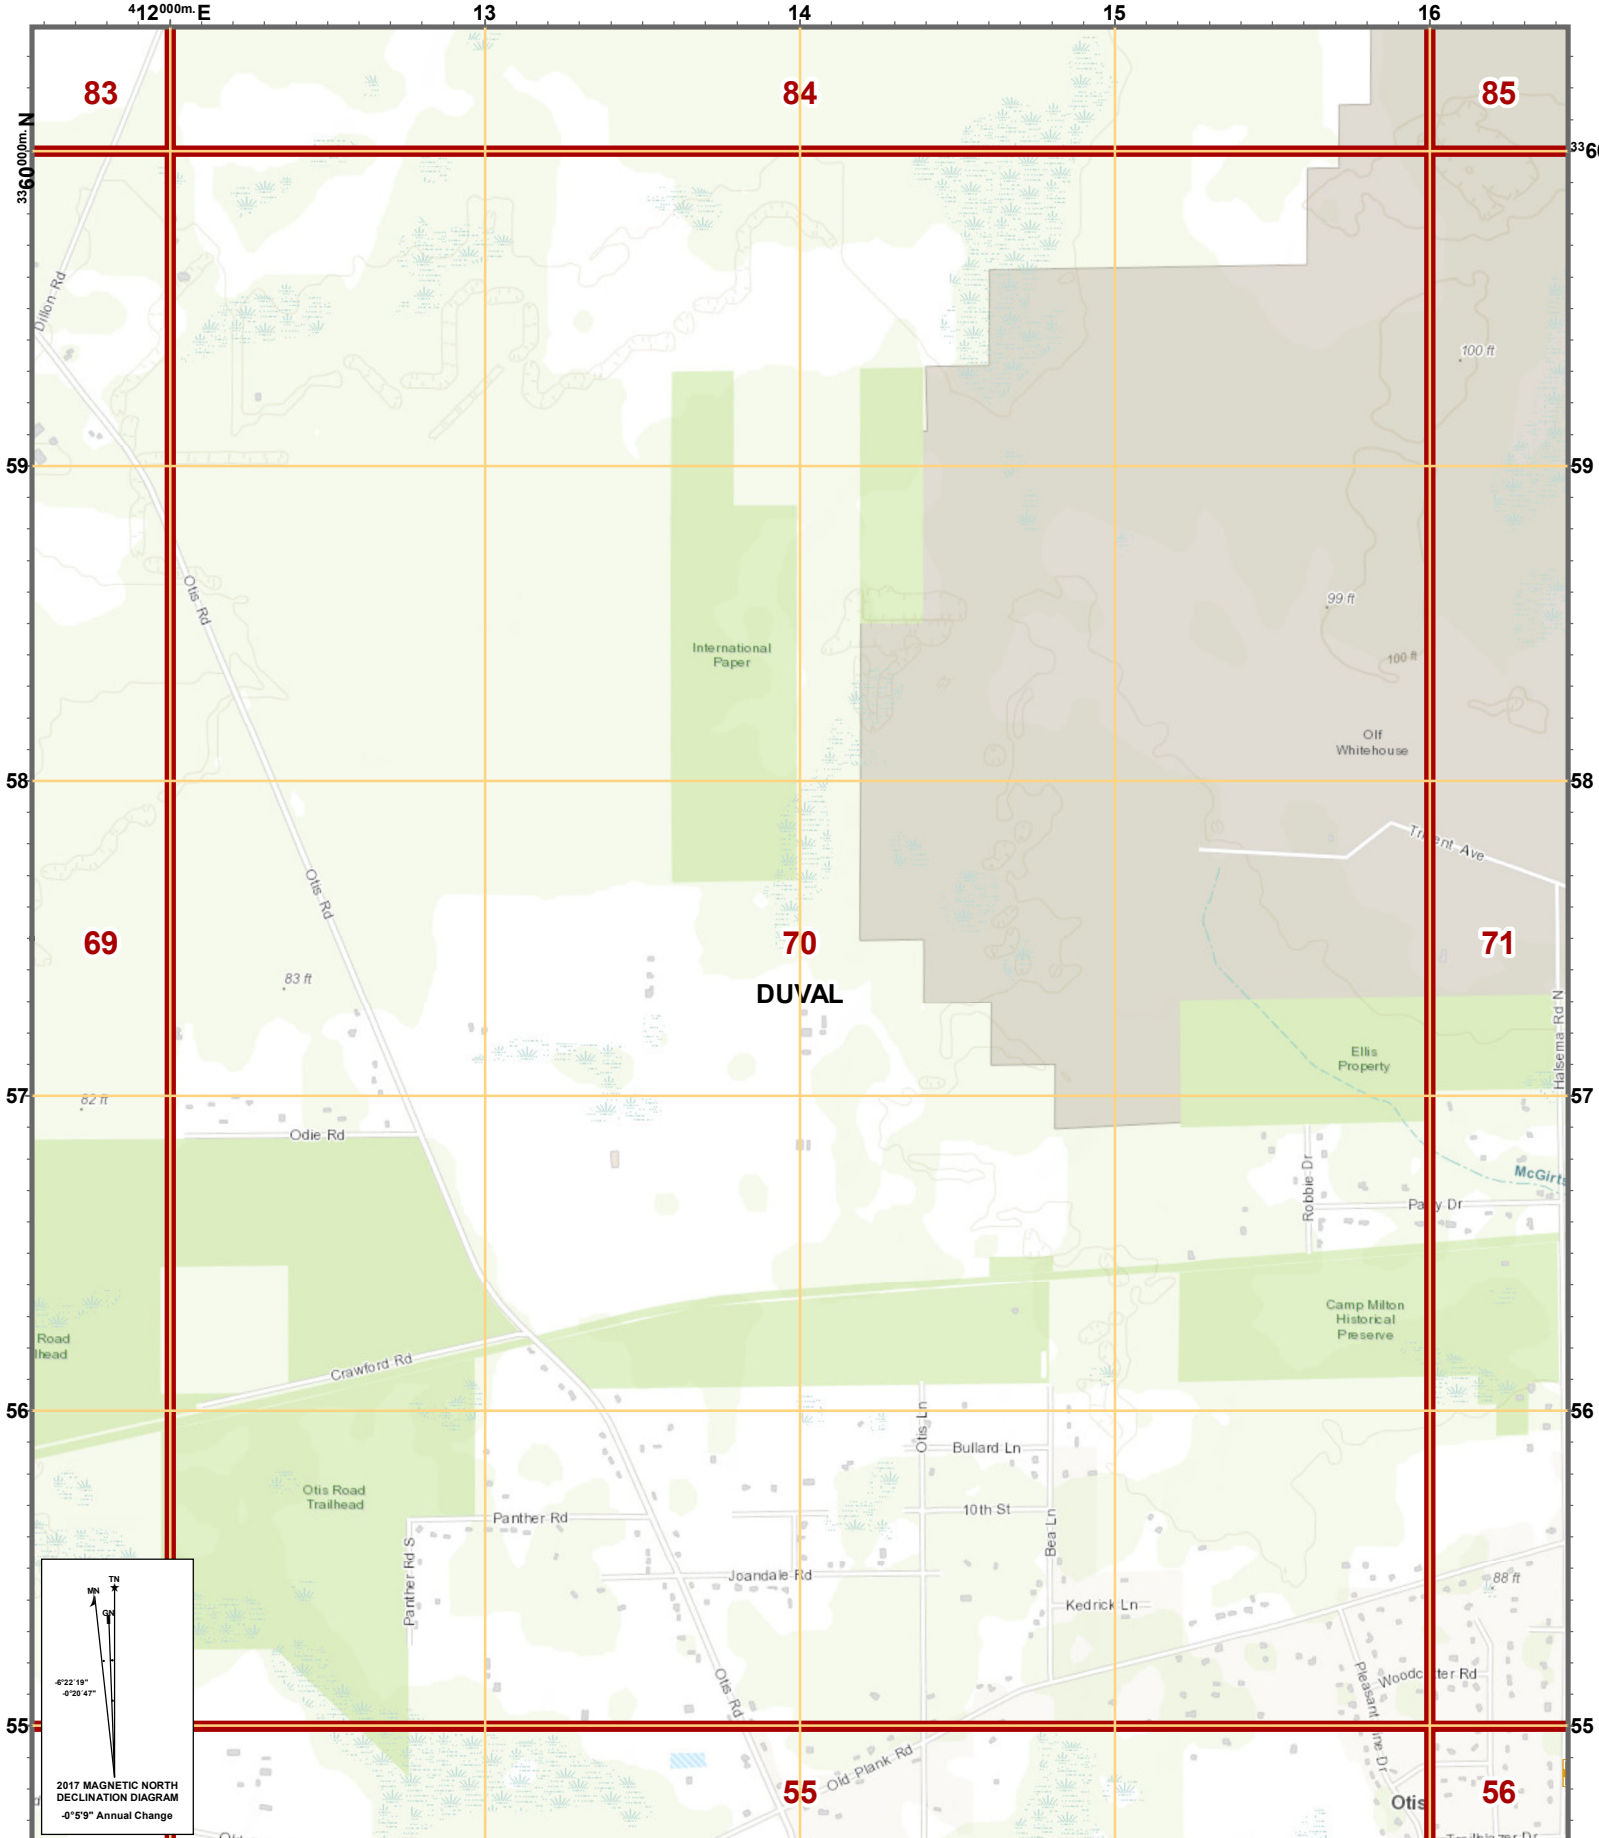 412000m. E
13
14
15
16
83
84
85
3360000m. N
3360
Dillon Rd
100 ft
59
59
Otis Rd
99 ft
International
Paper
100 ft
Olf
Whitehouse
58
58
Otis Rd
69
70
71
83 ft
DUVAL
Halsema Rd N
Ellis
Property
57
57
82 ft
Odie Rd
Robbie Dr
McGirts
Road
lhead
Crawford Rd
Camp Milton
Historical
Preserve
56
56
Otis Ln
Bullard Ln
Otis Road
Trailhead
Panther Rd
10th St
Bea Ln
Panther Rd S
Joandale Rd
88 ft
Kedrick Ln
TN
MN
GN
-6°22'19"
-0°20'47"
2017 MAGNETIC NORTH
DECLINATION DIAGRAM
-0°5'9" Annual Change
Otis Rd
Pleasant
ne Dr
55
55
Old Plank Rd
55
56
Otis
Trailblazer Dr